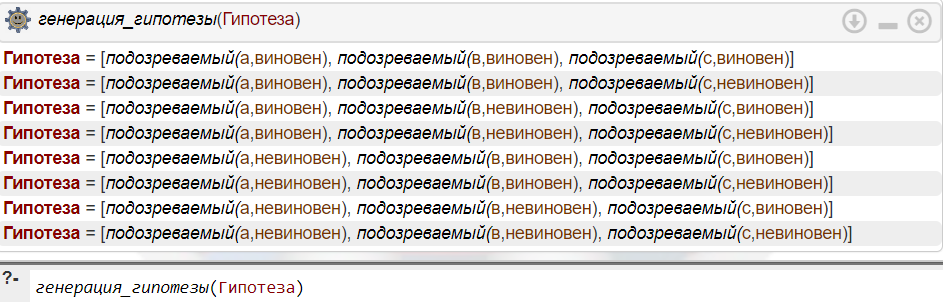 генерация_гипотезы(Гипотеза)
Гипотеза = [подозреваемый(а,виновен), подозреваемый(в,виновен), подозреваемый(с,виновен)]
Гипотеза = [подозреваемый(а,виновен), подозреваемый(в,виновен), подозреваемый(с,невиновен)]
Гипотеза = [подозреваемый(а,виновен), подозреваемый(в,невиновен), подозреваемый(с,виновен)]
Гипотеза = [подозреваемый(а,виновен), подозреваемый(в,невиновен), подозреваемый(с,невиновен)]
Гипотеза = [подозреваемый(а,невиновен), подозреваемый(в,виновен), подозреваемый(с,виновен)]
Гипотеза = [подозреваемый(а,невиновен), подозреваемый(в,виновен), подозреваемый(с,невиновен)]
Гипотеза = [подозреваемый(а,невиновен), подозреваемый(в,невиновен), подозреваемый(с,виновен)]
Гипотеза = [подозреваемый(а,невиновен), подозреваемый(в,невиновен), подозреваемый(с,невиновен)]
?- генерация_гипотезы(Гипотеза)